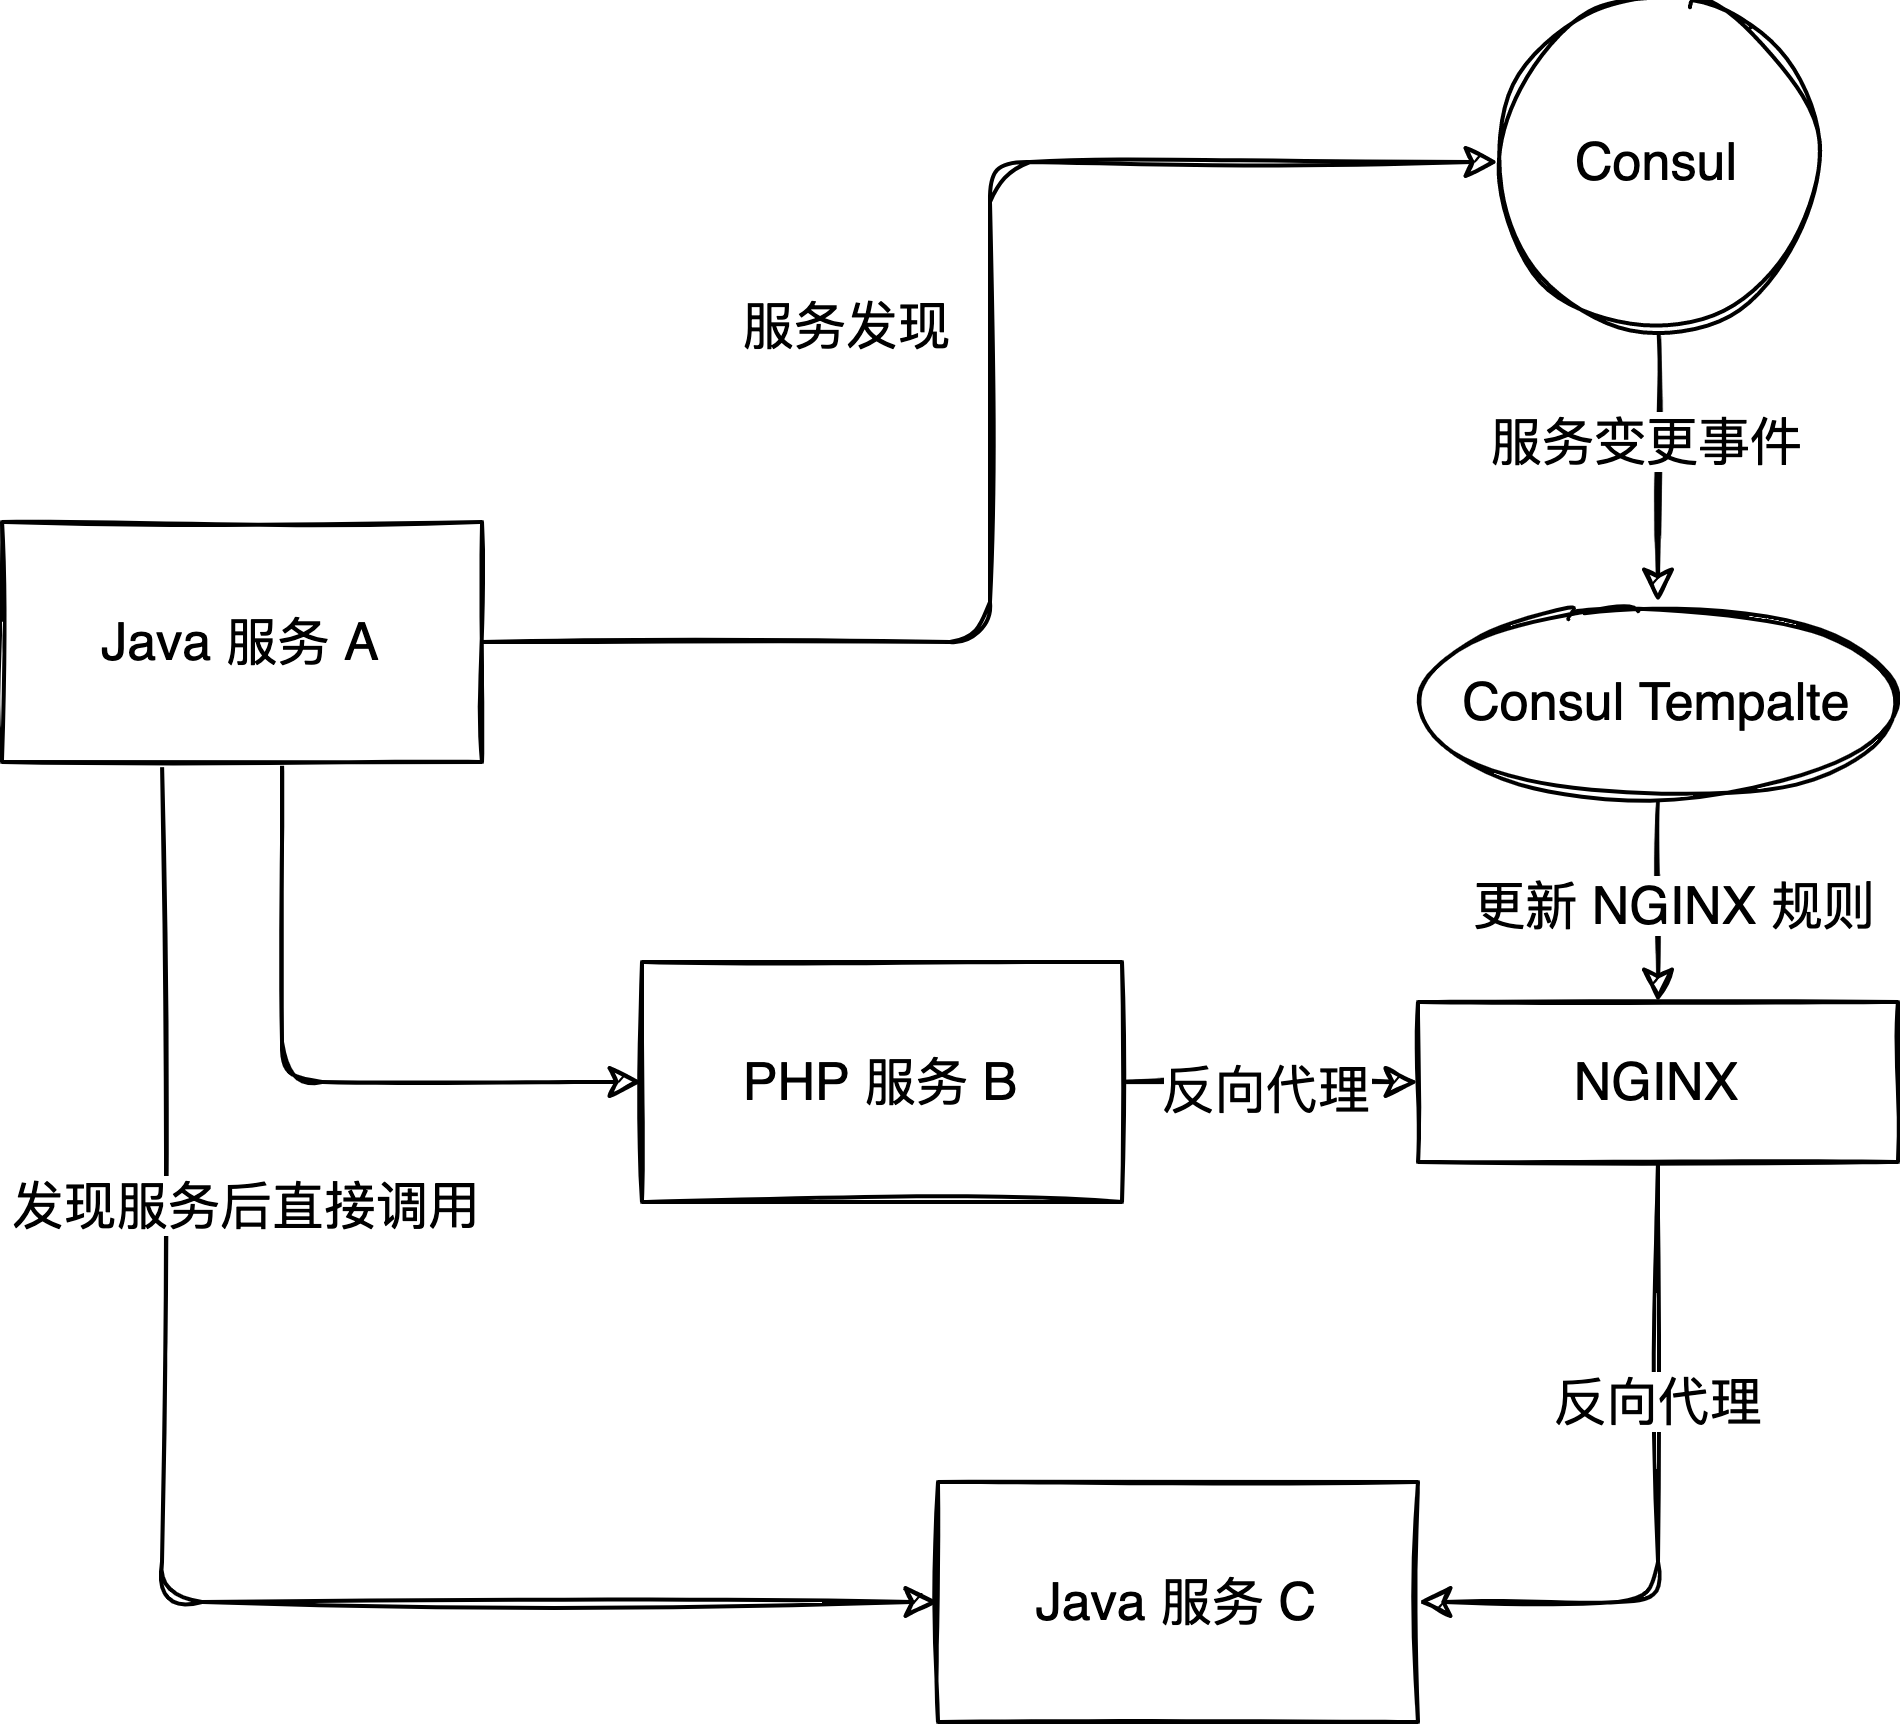 Consul
服务发现
服务变更事件
Java 服务 A
Consul Tempalte
更新 NGINX 规则
PHP 服务 B
反向代理
NGINX
发现服务后直接调用
反向代理
Java 服务 C